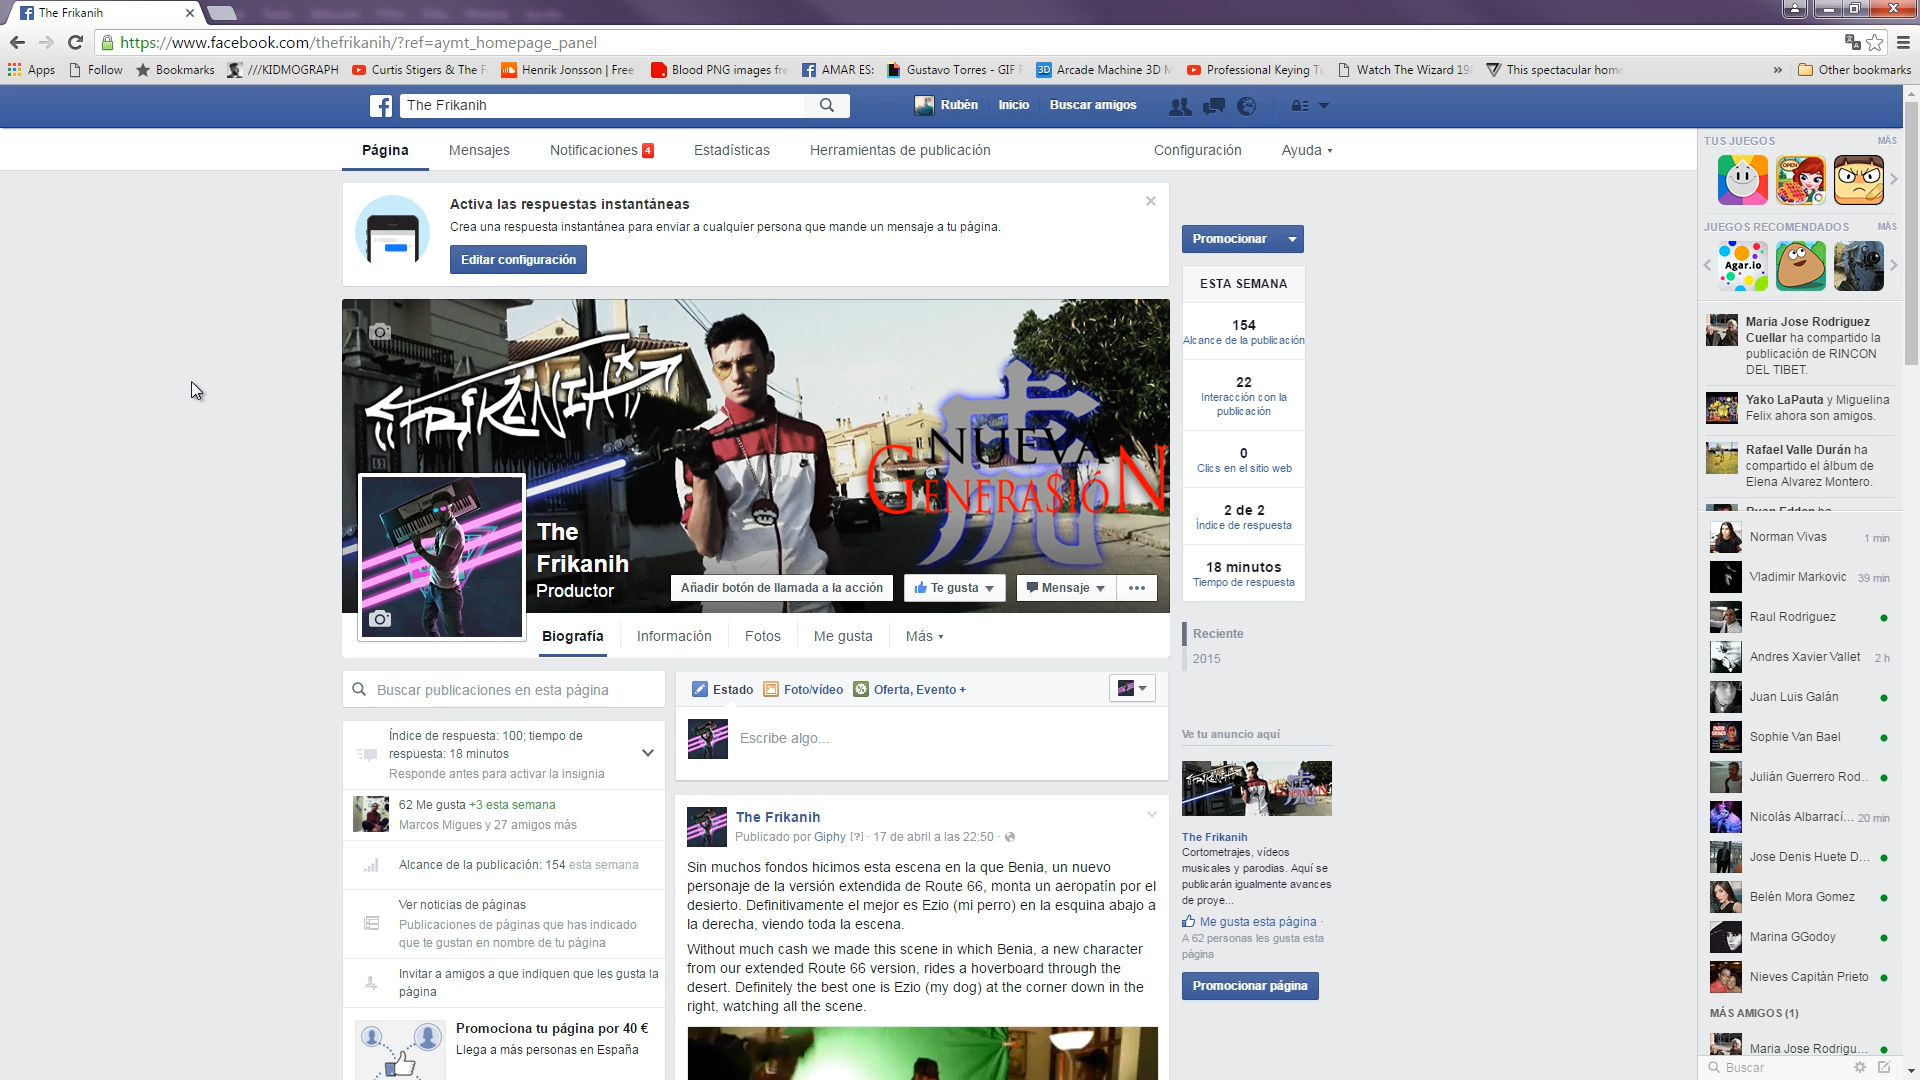 The Frikanih
https://www.facebook.com/thefrikanih/?ref=aymt_homepage_panel
Apps Follow Bookmarks ///KIDMOGRAPH Curtis Stigers & The F Henrik Jonsson | Free Blood PNG images fre AMAR ES: Gustavo Torres - GIF F Arcade Machine 3D M Professional Keying T Watch The Wizard 198 This spectacular home » Other bookmarks
The Frikanih
Rubén Inicio Buscar amigos
Página Mensajes Notificaciones 4 Estadísticas Herramientas de publicación Configuración Ayuda
Activa las respuestas instantáneas
Crea una respuesta instantánea para enviar a cualquier persona que mande un mensaje a tu página.
Editar configuración
FRIKANIH
NUEVA
GENERA$IÓN
虎
The
Frikanih
Productor
Añadir botón de llamada a la acción Te gusta Mensaje •••
Biografía Información Fotos Me gusta Más
Buscar publicaciones en esta página
Índice de respuesta: 100; tiempo de
respuesta: 18 minutos
Responde antes para activar la insignia
62 Me gusta +3 esta semana
Marcos Migues y 27 amigos más
Alcance de la publicación: 154 esta semana
Ver noticias de páginas
Publicaciones de páginas que has indicado
que te gustan en nombre de tu página
Invitar a amigos a que indiquen que les gusta la
página
Promociona tu página por 40 €
Llega a más personas en España
Estado Foto/vídeo Oferta, Evento +
Escribe algo...
The Frikanih
Publicado por Giphy [?] · 17 de abril a las 22:50 ·
Sin muchos fondos hicimos esta escena en la que Benia, un nuevo
personaje de la versión extendida de Route 66, monta un aeropatín por el
desierto. Definitivamente el mejor es Ezio (mi perro) en la esquina abajo a
la derecha, viendo toda la escena.
Without much cash we made this scene in which Benia, a new character
from our extended Route 66 version, rides a hoverboard through the
desert. Definitely the best one is Ezio (my dog) at the corner down in the
right, watching all the scene.
Promocionar
ESTA SEMANA
154
Alcance de la publicación
22
Interacción con la
publicación
0
Clics en el sitio web
2 de 2
Índice de respuesta
18 minutos
Tiempo de respuesta
Reciente
2015
Ve tu anuncio aquí
The Frikanih
Cortometrajes, vídeos
musicales y parodias. Aquí se
publicarán igualmente avances
de proye...
Me gusta esta página ·
A 62 personas les gusta esta
página
Promocionar página
TUS JUEGOS MÁS
OPEN
JUEGOS RECOMENDADOS MÁS
Agar.io
Maria Jose Rodriguez
Cuellar ha compartido la
publicación de RINCON
DEL TIBET.
Yako LaPauta y Miguelina
Felix ahora son amigos.
Rafael Valle Durán ha
compartido el álbum de
Elena Alvarez Montero.
Norman Vivas 1 min
Vladimir Markovic 39 min
Raul Rodriguez
Andres Xavier Vallet 2 h
Juan Luis Galán
Sophie Van Bael
Julián Guerrero Rod...
Nicolás Albarrací... 20 min
Jose Denis Huete D...
Belén Mora Gomez
Marina GGodoy
Nieves Capitán Prieto
MÁS AMIGOS (1)
Maria Jose Rodrigu...
Buscar